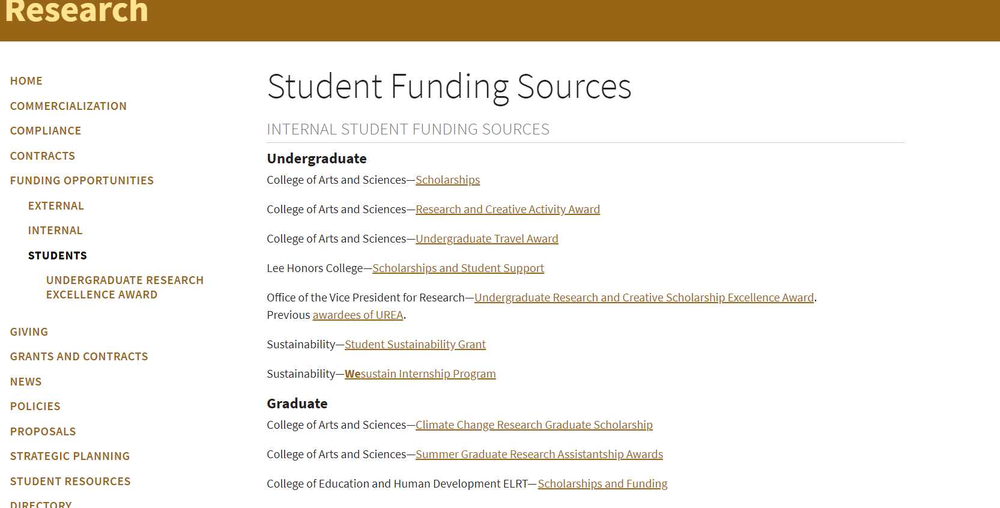 Research
HOME
COMMERCIALIZATION
COMPLIANCE
CONTRACTS
FUNDING OPPORTUNITIES
EXTERNAL
INTERNAL
STUDENTS
UNDERGRADUATE RESEARCH
EXCELLENCE AWARD
GIVING
GRANTS AND CONTRACTS
NEWS
POLICIES
PROPOSALS
STRATEGIC PLANNING
STUDENT RESOURCES
DIRECTORY
Student Funding Sources
INTERNAL STUDENT FUNDING SOURCES
Undergraduate
College of Arts and Sciences—Scholarships
College of Arts and Sciences—Research and Creative Activity Award
College of Arts and Sciences—Undergraduate Travel Award
Lee Honors College—Scholarships and Student Support
Office of the Vice President for Research—Undergraduate Research and Creative Scholarship Excellence Award.
Previous awardees of UREA.
Sustainability—Student Sustainability Grant
Sustainability—Wesustain Internship Program
Graduate
College of Arts and Sciences—Climate Change Research Graduate Scholarship
College of Arts and Sciences—Summer Graduate Research Assistantship Awards
College of Education and Human Development ELRT—Scholarships and Funding